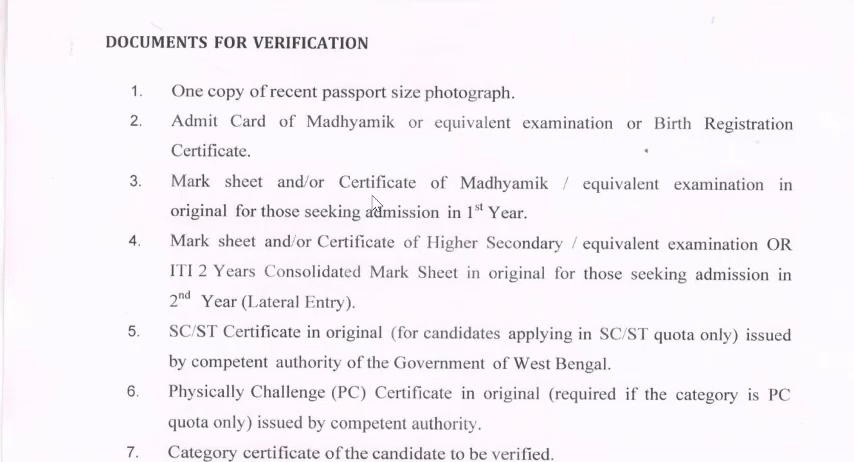 DOCUMENTS FOR VERIFICATION
1. One copy of recent passport size photograph.
2. Admit Card of Madhyamik or equivalent examination or Birth Registration
Certificate.
3. Mark sheet and/or Certificate of Madhyamik / equivalent examination in
original for those seeking admission in 1st Year.
4. Mark sheet and/or Certificate of Higher Secondary / equivalent examination OR
ITI 2 Years Consolidated Mark Sheet in original for those seeking admission in
2nd Year (Lateral Entry).
5. SC/ST Certificate in original (for candidates applying in SC/ST quota only) issued
by competent authority of the Government of West Bengal.
6. Physically Challenge (PC) Certificate in original (required if the category is PC
quota only) issued by competent authority.
7. Category certificate of the candidate to be verified.